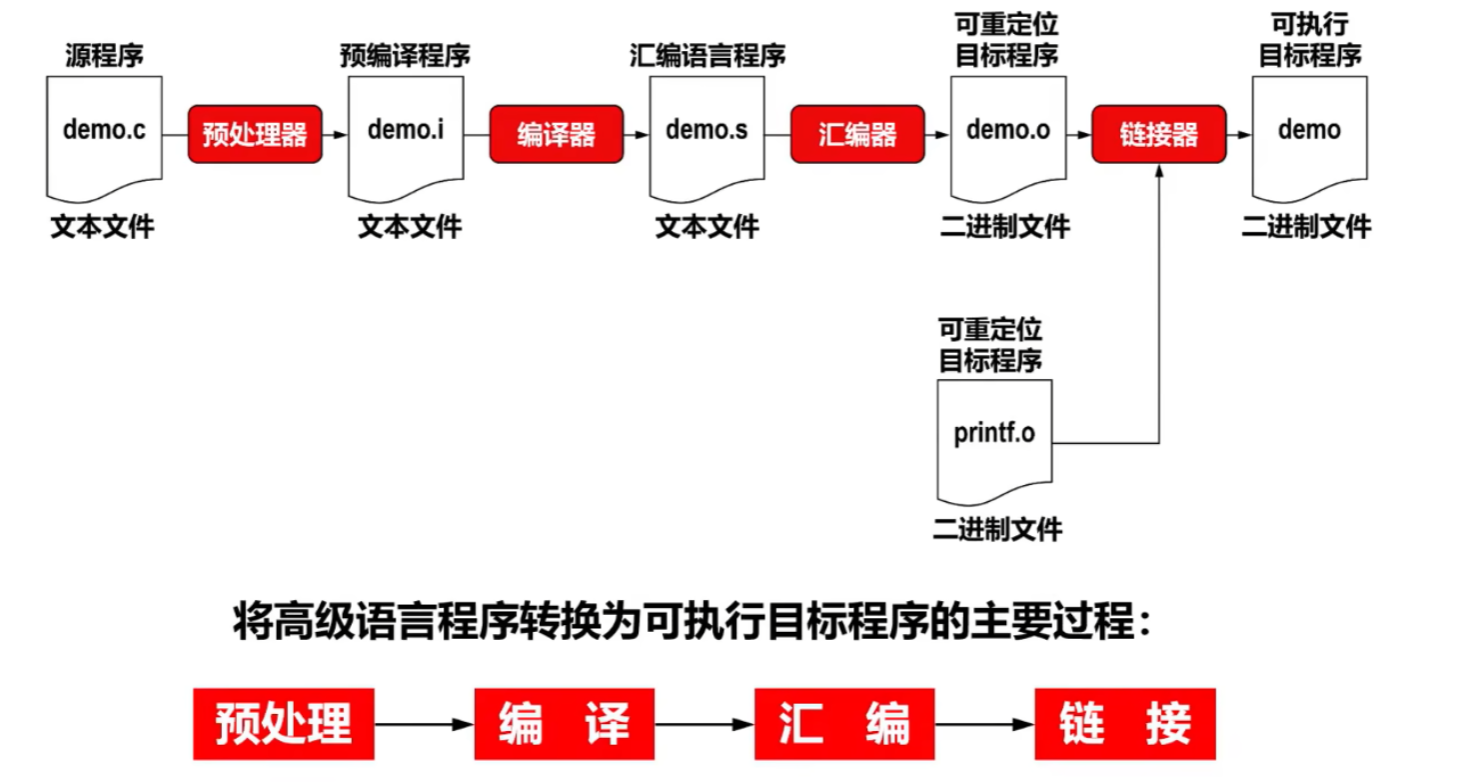 源程序
预编译程序
汇编语言程序
可重定位
目标程序
可执行
目标程序
demo.c
预处理器
demo.i
编译器
demo.s
汇编器
demo.o
链接器
demo
文本文件
文本文件
文本文件
二进制文件
二进制文件
可重定位
目标程序
printf.o
二进制文件
将高级语言程序转换为可执行目标程序的主要过程：
预处理
编 译
汇 编
链 接